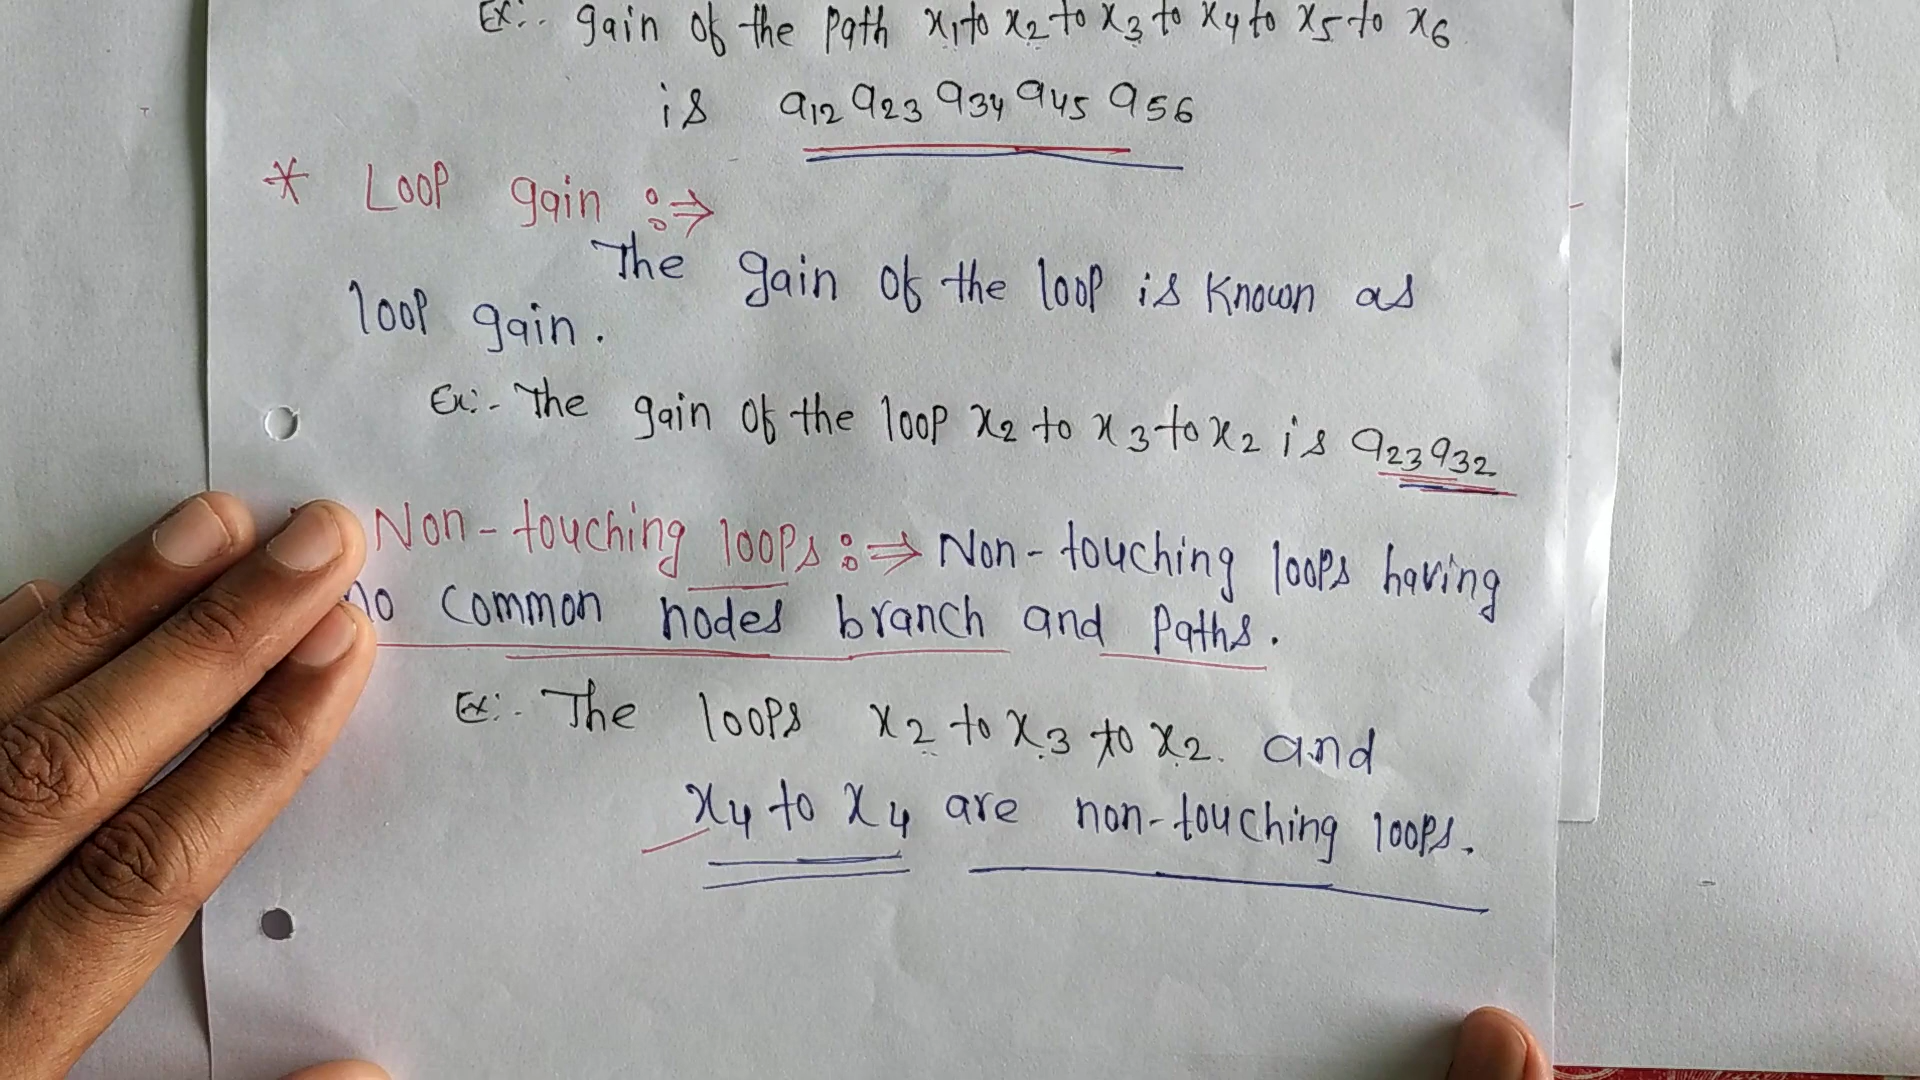 Ex:- gain of the path x1 to x2 to x3 to x4 to x5 to x6
is a12 a23 a34 a45 a56
* Loop gain :⇒
The gain of the loop is known as
loop gain.
Ex:- The gain of the loop x2 to x3 to x2 is a23 a32
Non-touching loops :⇒ Non-touching loops having
no common nodes branch and paths.
Ex:- The loops x2 to x3 to x2. and
x4 to x4 are non-touching loops.